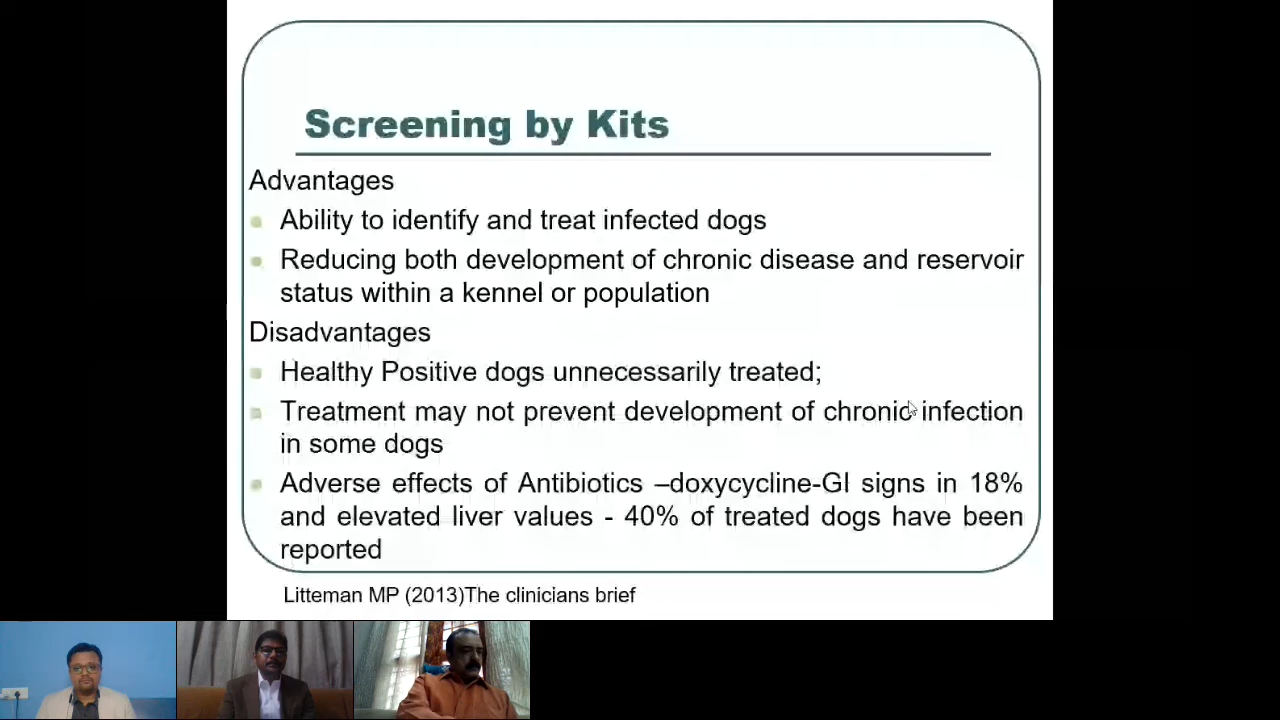 Screening by Kits
Advantages
Ability to identify and treat infected dogs
Reducing both development of chronic disease and reservoir
status within a kennel or population
Disadvantages
Healthy Positive dogs unnecessarily treated;
Treatment may not prevent development of chronic infection
in some dogs
Adverse effects of Antibiotics –doxycycline-GI signs in 18%
and elevated liver values - 40% of treated dogs have been
reported
Litteman MP (2013)The clinicians brief